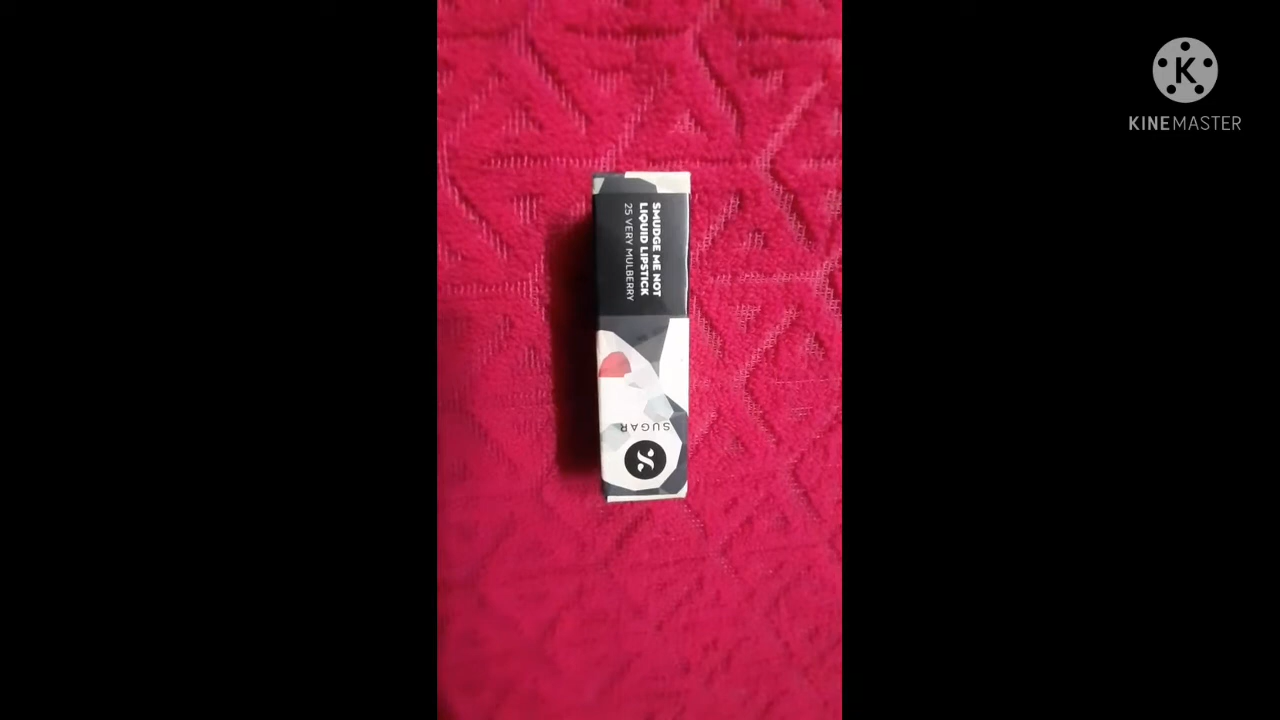 SMUDGE ME NOT
LIQUID LIPSTICK
25 VERY MULBERRY
SUGAR
K
KINEMASTER